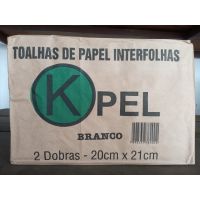 TOALHAS DE PAPEL INTERFOLHAS
KPEL
BRANCO
2 Dobras - 20cm x 21cm